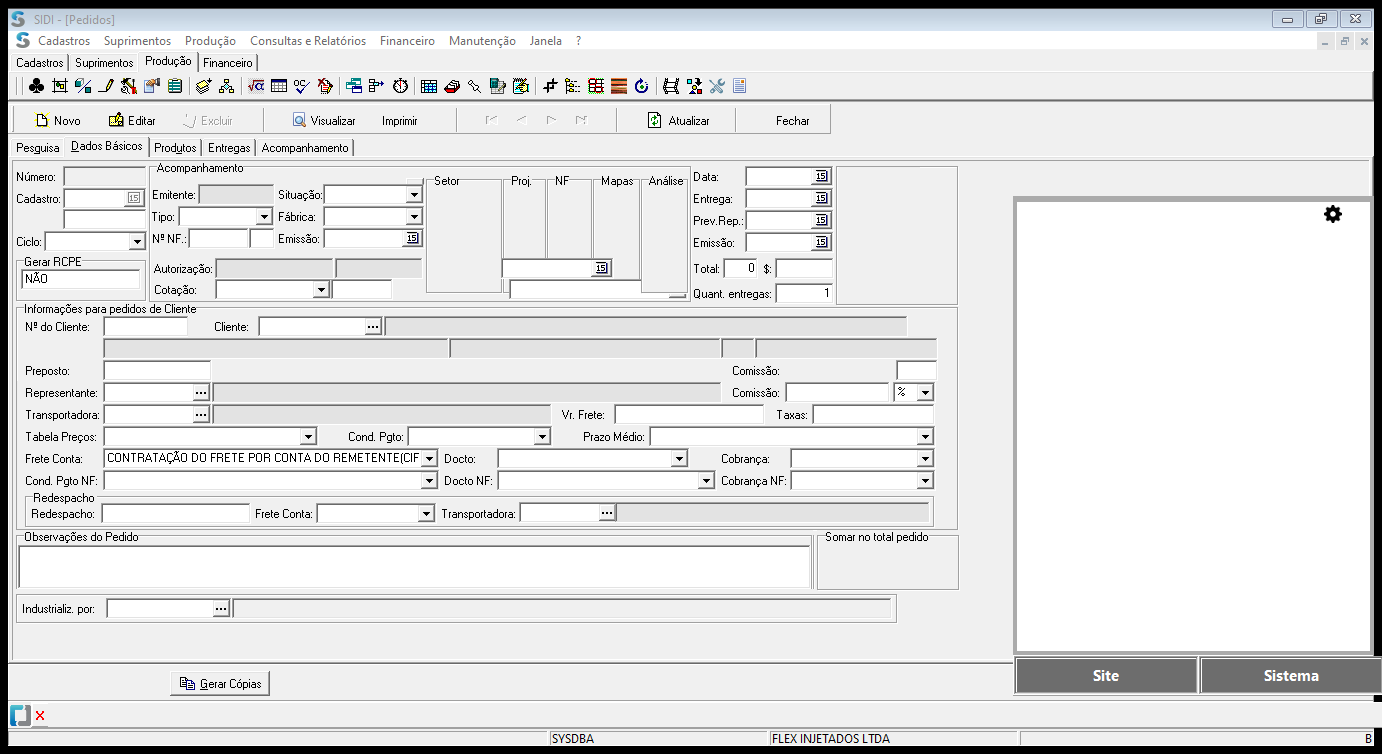 SIDI - [Pedidos]
Cadastros Suprimentos Produção Consultas e Relatórios Financeiro Manutenção Janela ?
Cadastros Suprimentos Produção Financeiro
Novo Editar Excluir Visualizar Imprimir Atualizar Fechar
Pesquisa Dados Básicos Produtos Entregas Acompanhamento
Número: Acompanhamento Setor Proj. NF Mapas Análise Data:
Cadastro: 15 Emitente: Situação: Entrega: 15
Tipo: Fábrica: Prev.Rep.: 15
Ciclo: Nº NF.: Emissão: 15 Emissão: 15
Gerar RCPE
NÃO
Autorização: 15 Total: 0 $:
Cotação: Quant. entregas: 1
Informações para pedidos de Cliente
Nº do Cliente: Cliente: ...
Preposto: Comissão:
Representante: ... Comissão: %
Transportadora: ... Vr. Frete: Taxas:
Tabela Preços: Cond. Pgto: Prazo Médio:
Frete Conta: CONTRATAÇÃO DO FRETE POR CONTA DO REMETENTE(CIF Docto: Cobrança:
Cond. Pgto NF: Docto NF: Cobrança NF:
Redespacho
Redespacho: Frete Conta: Transportadora: ...
Observações do Pedido Somar no total pedido
Industrializ. por: ...
Gerar Cópias
Site Sistema
SYSDBA FLEX INJETADOS LTDA B